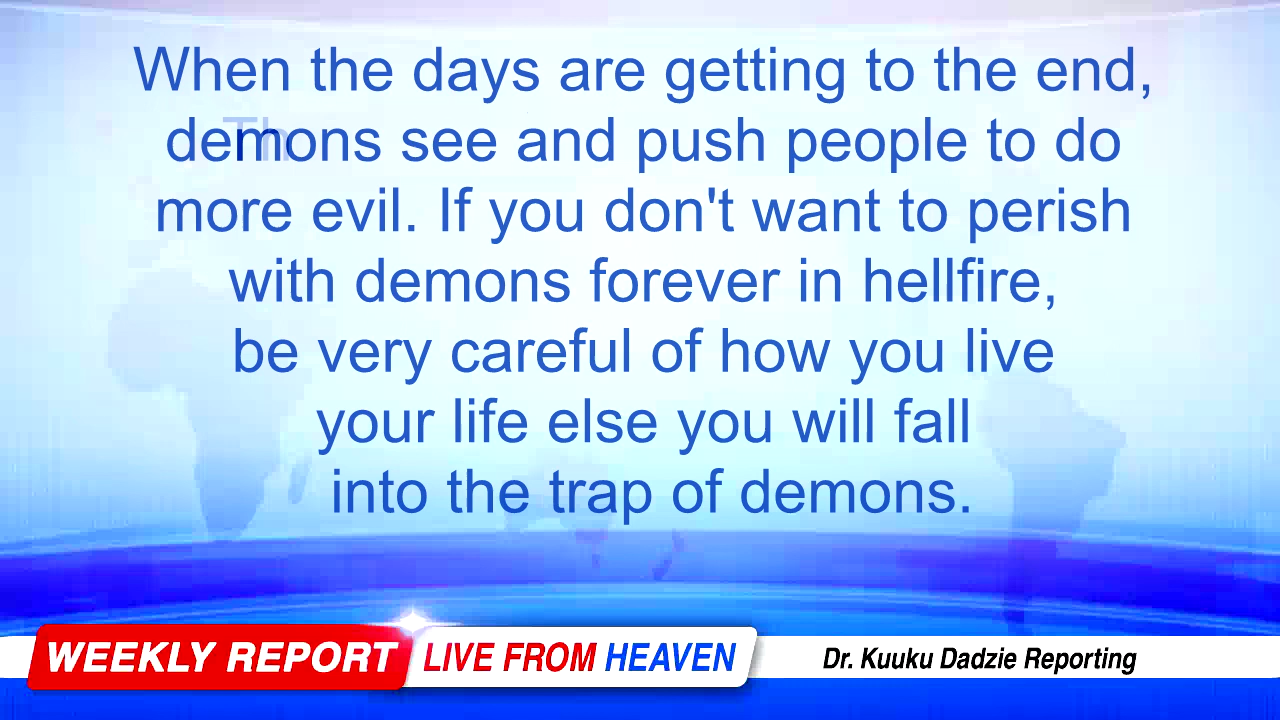 When the days are getting to the end,
demons see and push people to do
more evil. If you don't want to perish
with demons forever in hellfire,
be very careful of how you live
your life else you will fall
into the trap of demons.
WEEKLY REPORT LIVE FROM HEAVEN Dr. Kuuku Dadzie Reporting